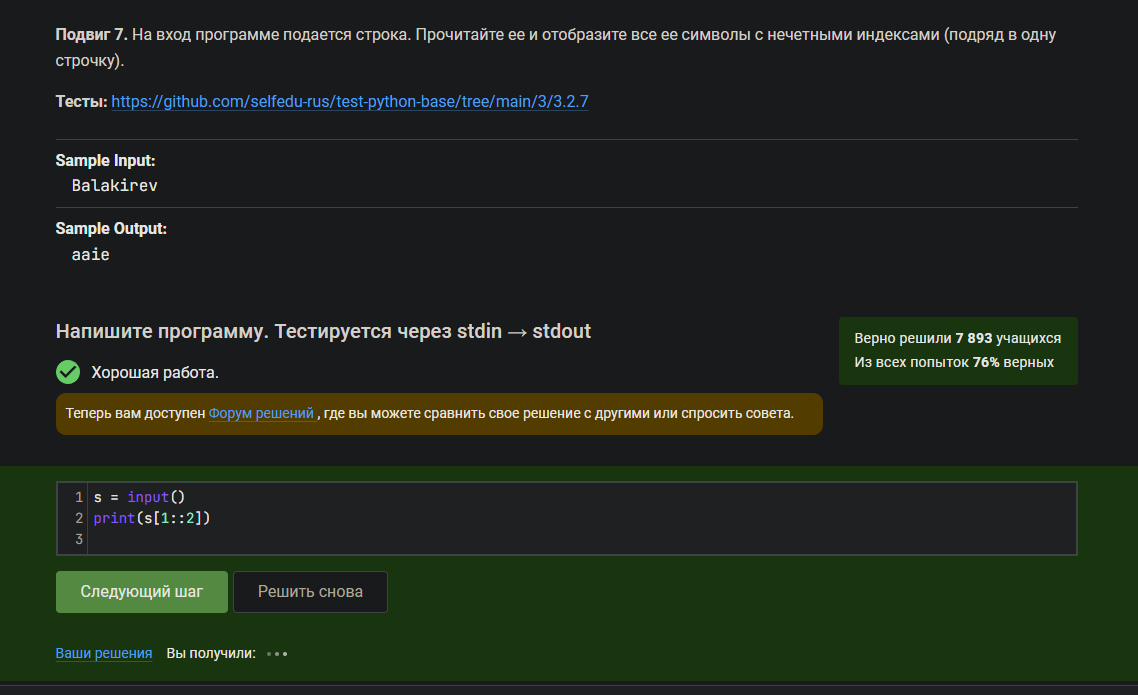 Подвиг 7. На вход программе подается строка. Прочитайте ее и отобразите все ее символы с нечетными индексами (подряд в одну
строчку).
Тесты: https://github.com/selfedu-rus/test-python-base/tree/main/3/3.2.7
Sample Input:
Balakirev
Sample Output:
aaie
Напишите программу. Тестируется через stdin → stdout
Верно решили 7 893 учащихся
Из всех попыток 76% верных
Хорошая работа.
Теперь вам доступен Форум решений , где вы можете сравнить свое решение с другими или спросить совета.
1 s = input()
2 print(s[1::2])
3
Следующий шаг Решить снова
Ваши решения Вы получили: